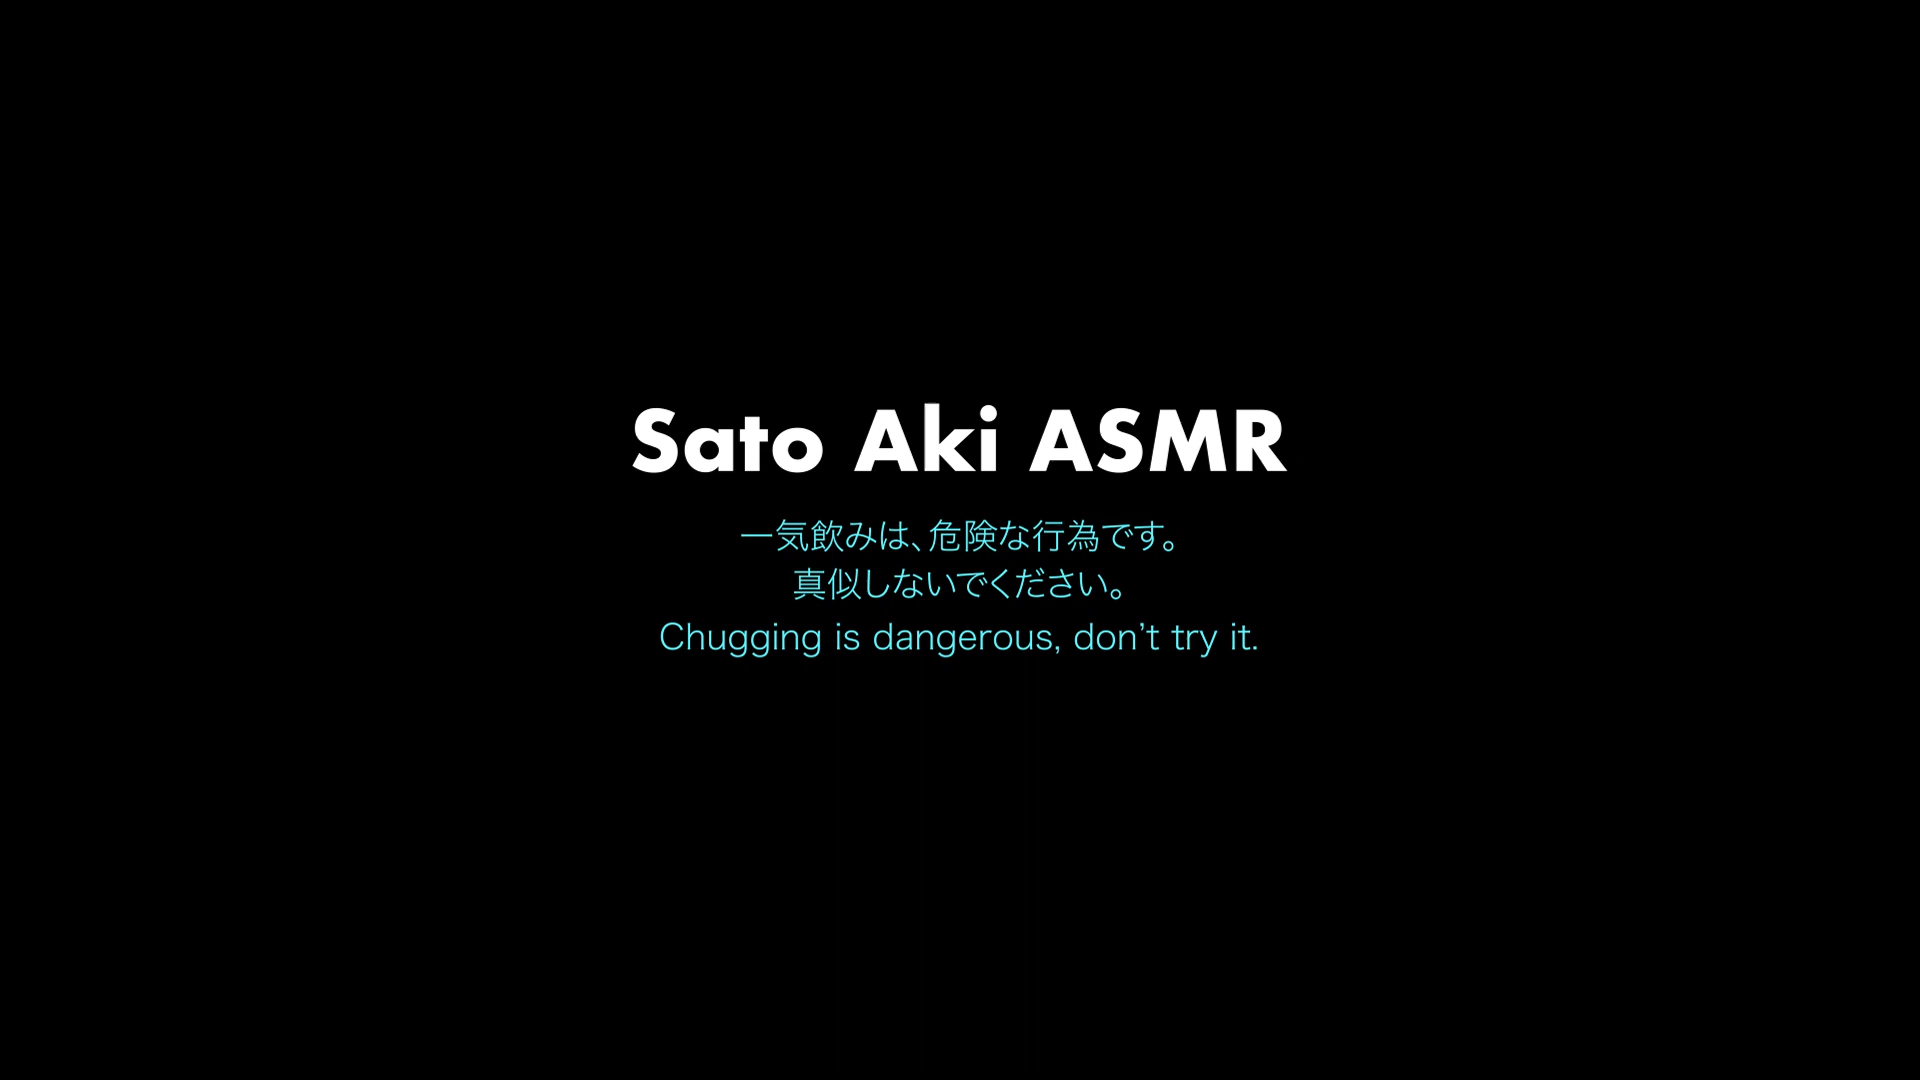 Sato Aki ASMR
一気飲みは、危険な行為です。
真似しないでください。
Chugging is dangerous, don’t try it.